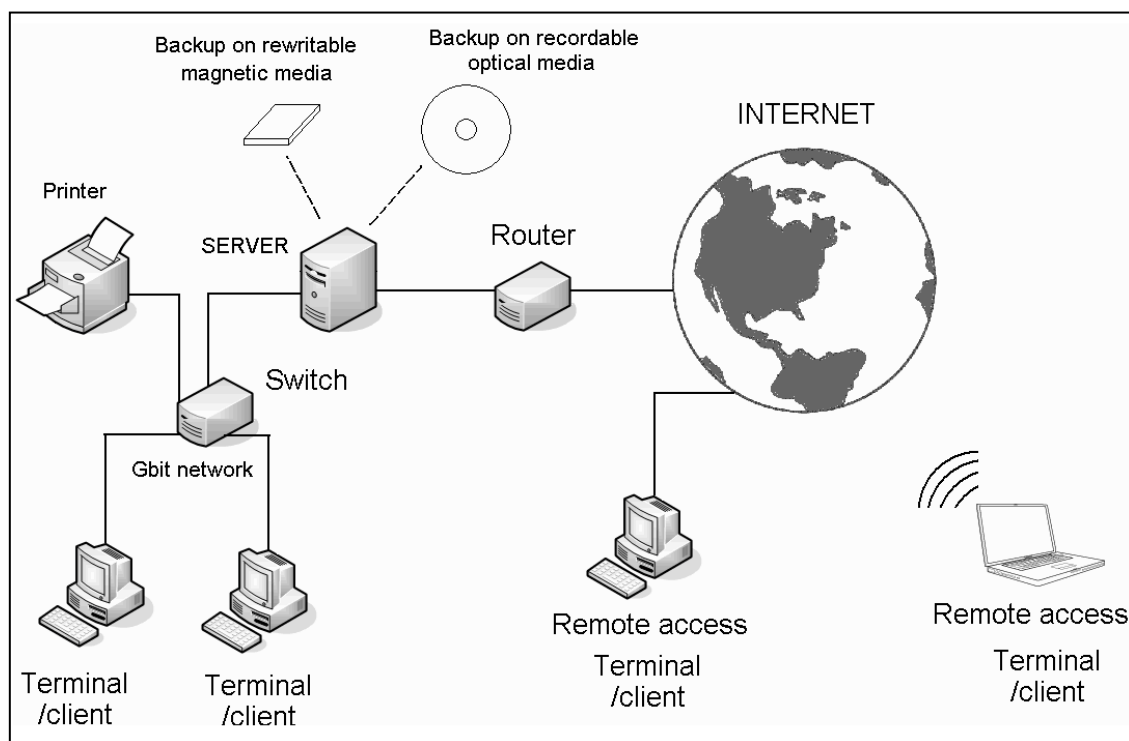 Backup on rewritable
magnetic media
Backup on recordable
optical media
INTERNET
Printer
SERVER
Router
Switch
Gbit network
Terminal
/client
Terminal
/client
Remote access
Terminal
/client
Remote access
Terminal
/client